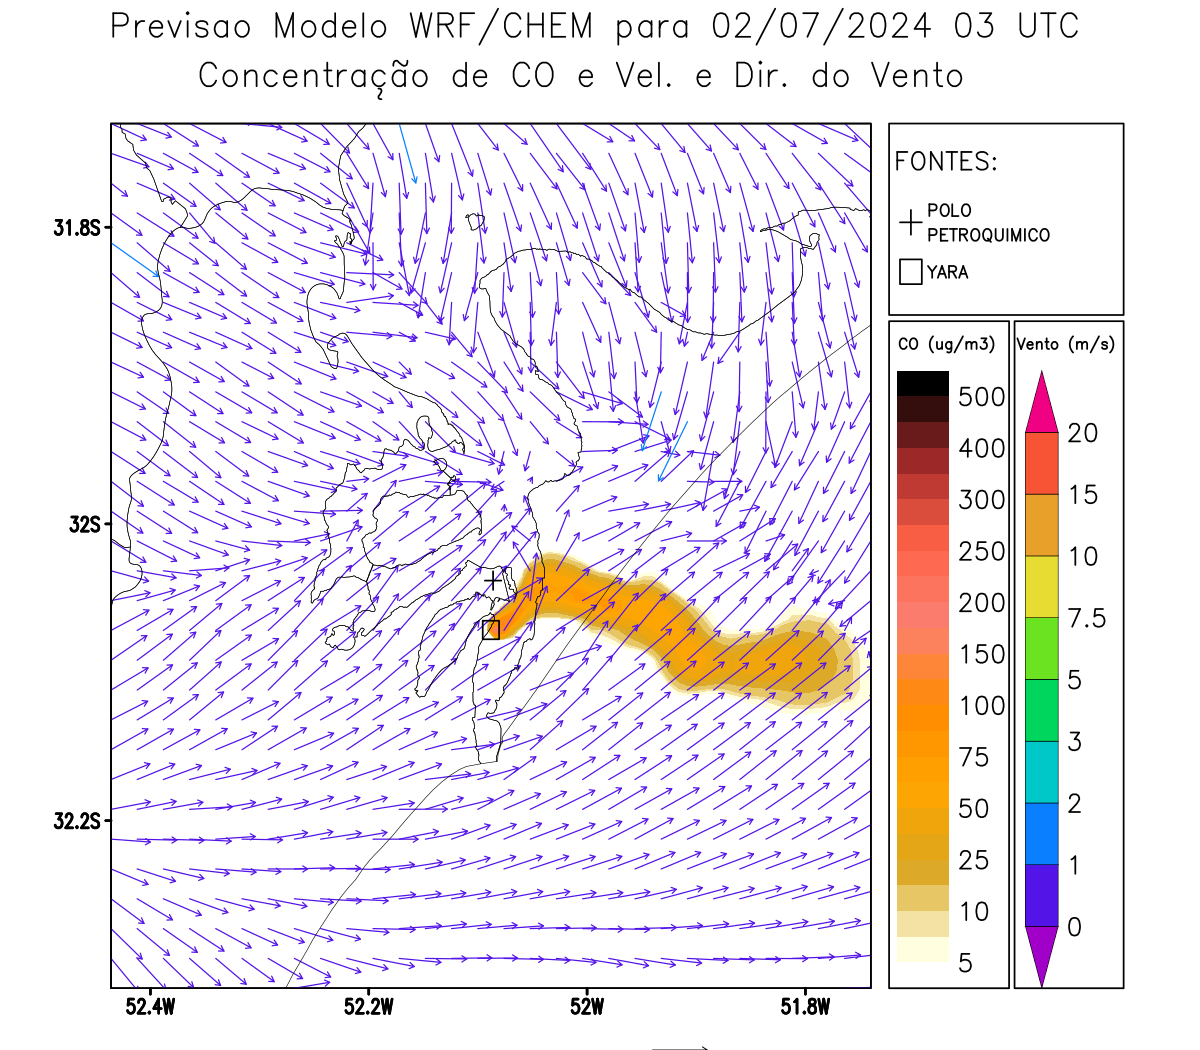 Previsao Modelo WRF/CHEM para 02/07/2024 03 UTC
Concentração de CO e Vel. e Dir. do Vento
FONTES:
POLO
PETROQUIMICO
YARA
CO (ug/m3)
500
400
300
250
200
150
100
75
50
25
10
5
Vento (m/s)
20
15
10
7.5
5
3
2
1
0
31.8S
32S
32.2S
52.4W
52.2W
52W
51.8W